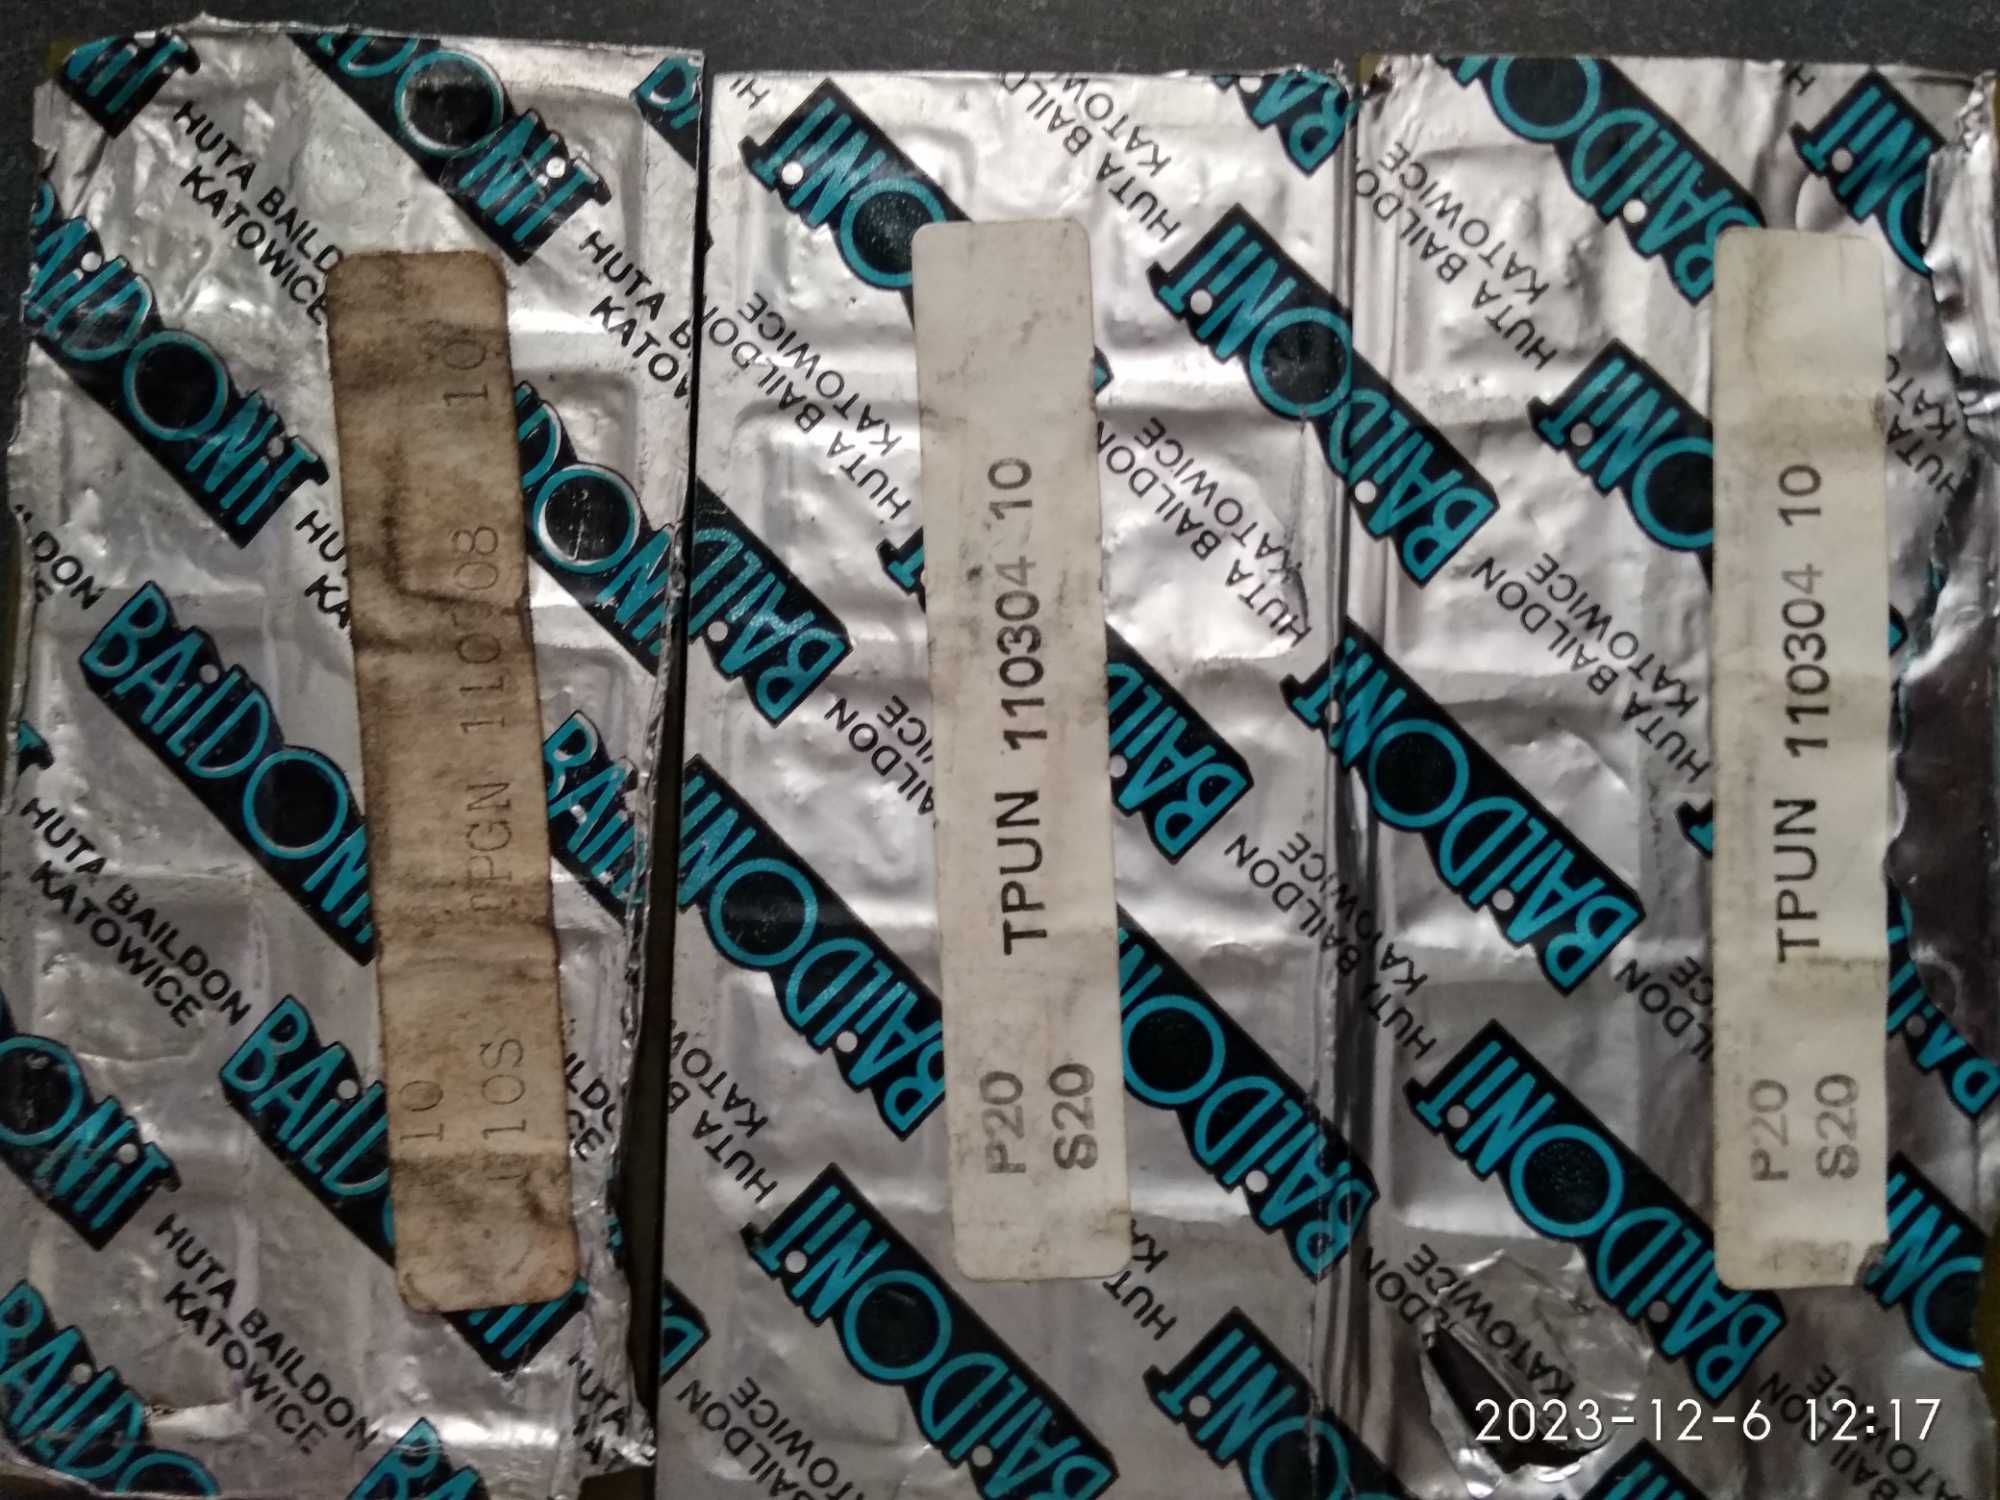 BAiLDONiT
HUTA BAILDON
KATOWICE
10
TPUN 110304 10
P20
S20
TPUN 110304 10
P20
S20
2023-12-6 12:17